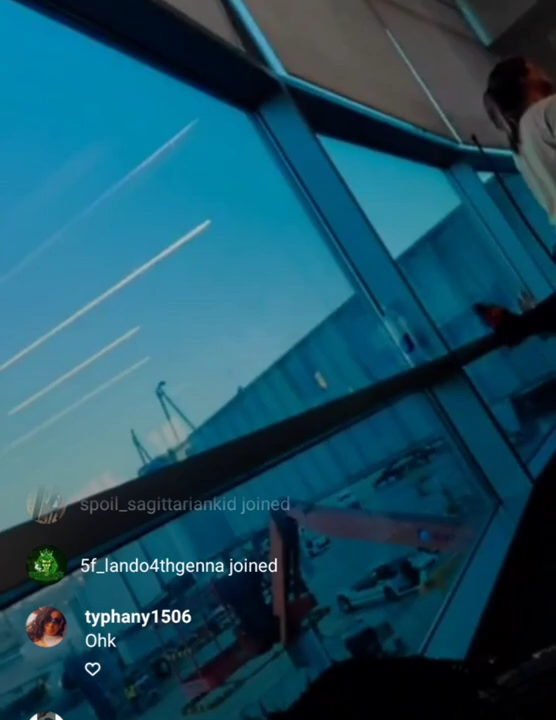 spoil_sagittariankid joined
5f_lando4thgenna joined
typhany1506
Ohk